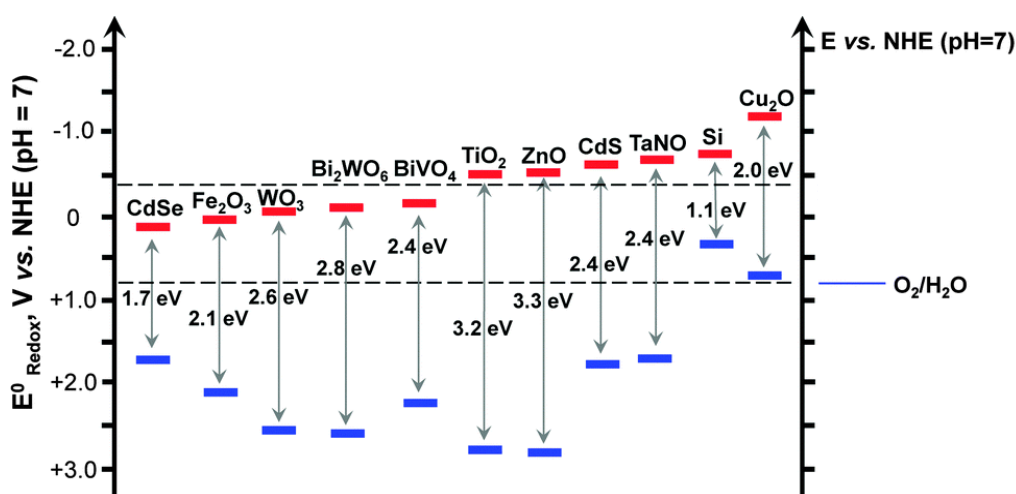 E⁰ Redox, V vs. NHE (pH = 7)
E vs. NHE (pH=7)
-2.0
-1.0
0
+1.0
+2.0
+3.0
CdSe
Fe₂O₃
WO₃
Bi₂WO₆
BiVO₄
TiO₂
ZnO
CdS
TaNO
Si
Cu₂O
1.7 eV
2.1 eV
2.6 eV
2.8 eV
2.4 eV
3.2 eV
3.3 eV
2.4 eV
2.4 eV
1.1 eV
2.0 eV
O₂/H₂O